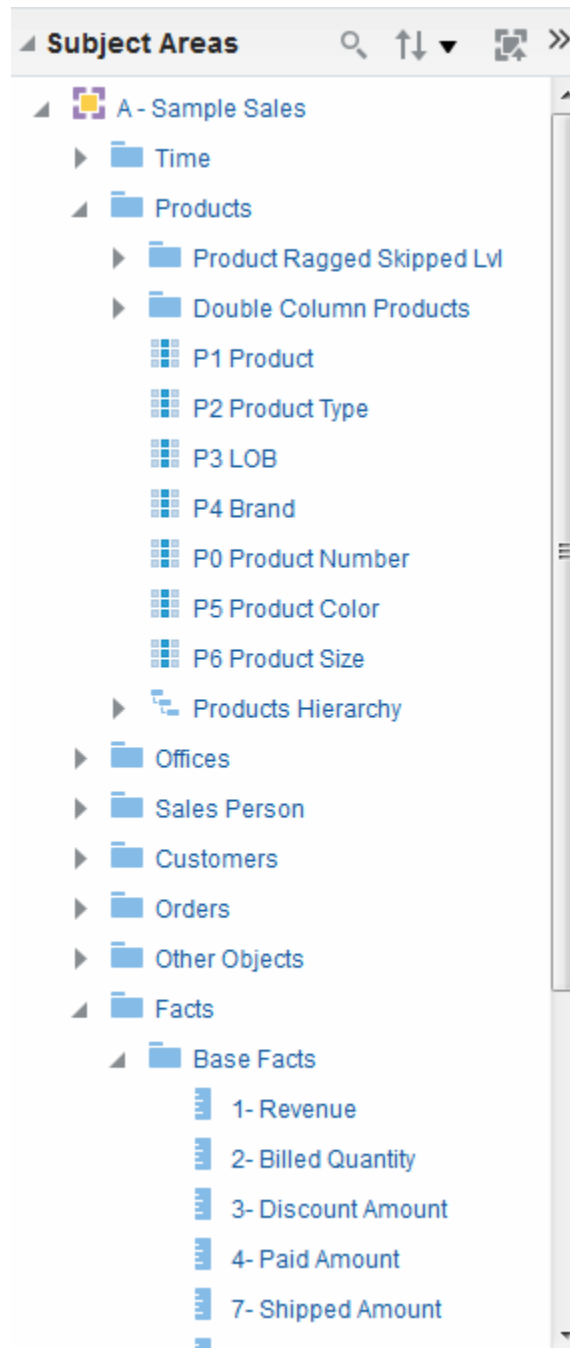 Subject Areas
A - Sample Sales
Time
Products
Product Ragged Skipped Lvl
Double Column Products
P1 Product
P2 Product Type
P3 LOB
P4 Brand
P0 Product Number
P5 Product Color
P6 Product Size
Products Hierarchy
Offices
Sales Person
Customers
Orders
Other Objects
Facts
Base Facts
1- Revenue
2- Billed Quantity
3- Discount Amount
4- Paid Amount
7- Shipped Amount